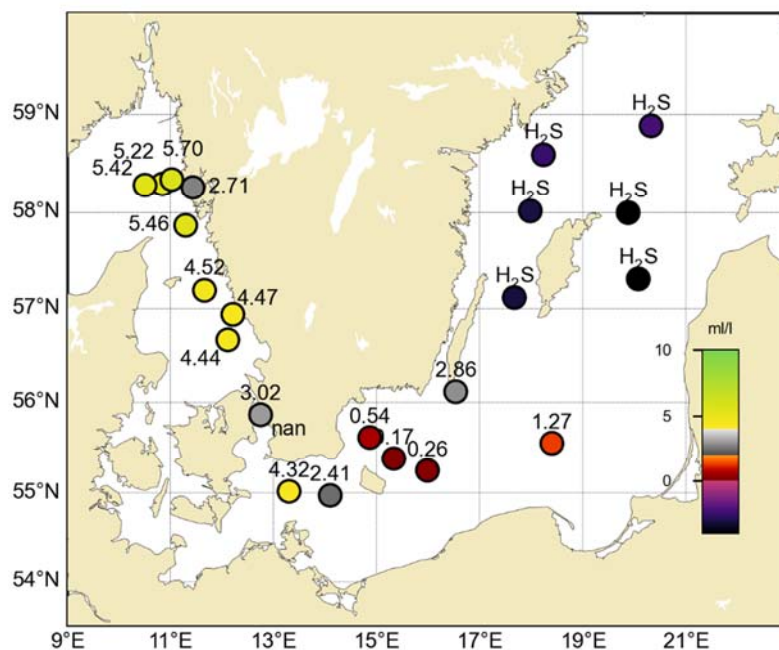 59°N
58°N
57°N
56°N
55°N
54°N
9°E 11°E 13°E 15°E 17°E 19°E 21°E
H₂S
H₂S
5.22 5.70
5.42
2.71
H₂S H₂S
5.46
4.52
H₂S
H₂S
4.47
4.44
ml/l
10
5
0
2.86
3.02
nan
0.54
.17
0.26
1.27
4.32 2.41